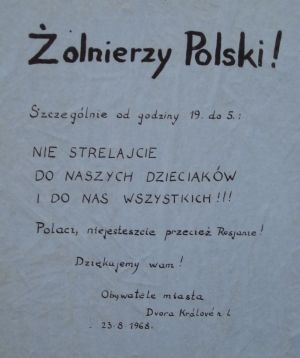 Żolnierzy Polski!
Szczególnie od godziny 19. do 5.:
NIE STRELAJCIE
DO NASZYCH DZIECIAKÓW
I DO NAS WSZYSTKICH!!!
Polaci, niejesteszcie przecież Rosjanie!
Dziękujemy wam!
Obywatele miasta
Dvora Králové n. L
23.8.1968.